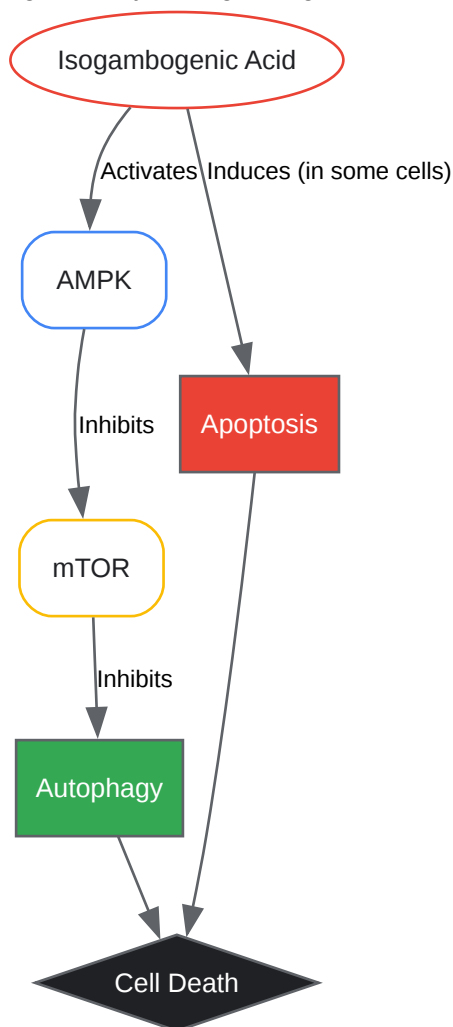 Isogambogenic Acid
Activates
Induces (in some cells)
AMPK
Apoptosis
Inhibits
mTOR
Inhibits
Autophagy
Cell Death